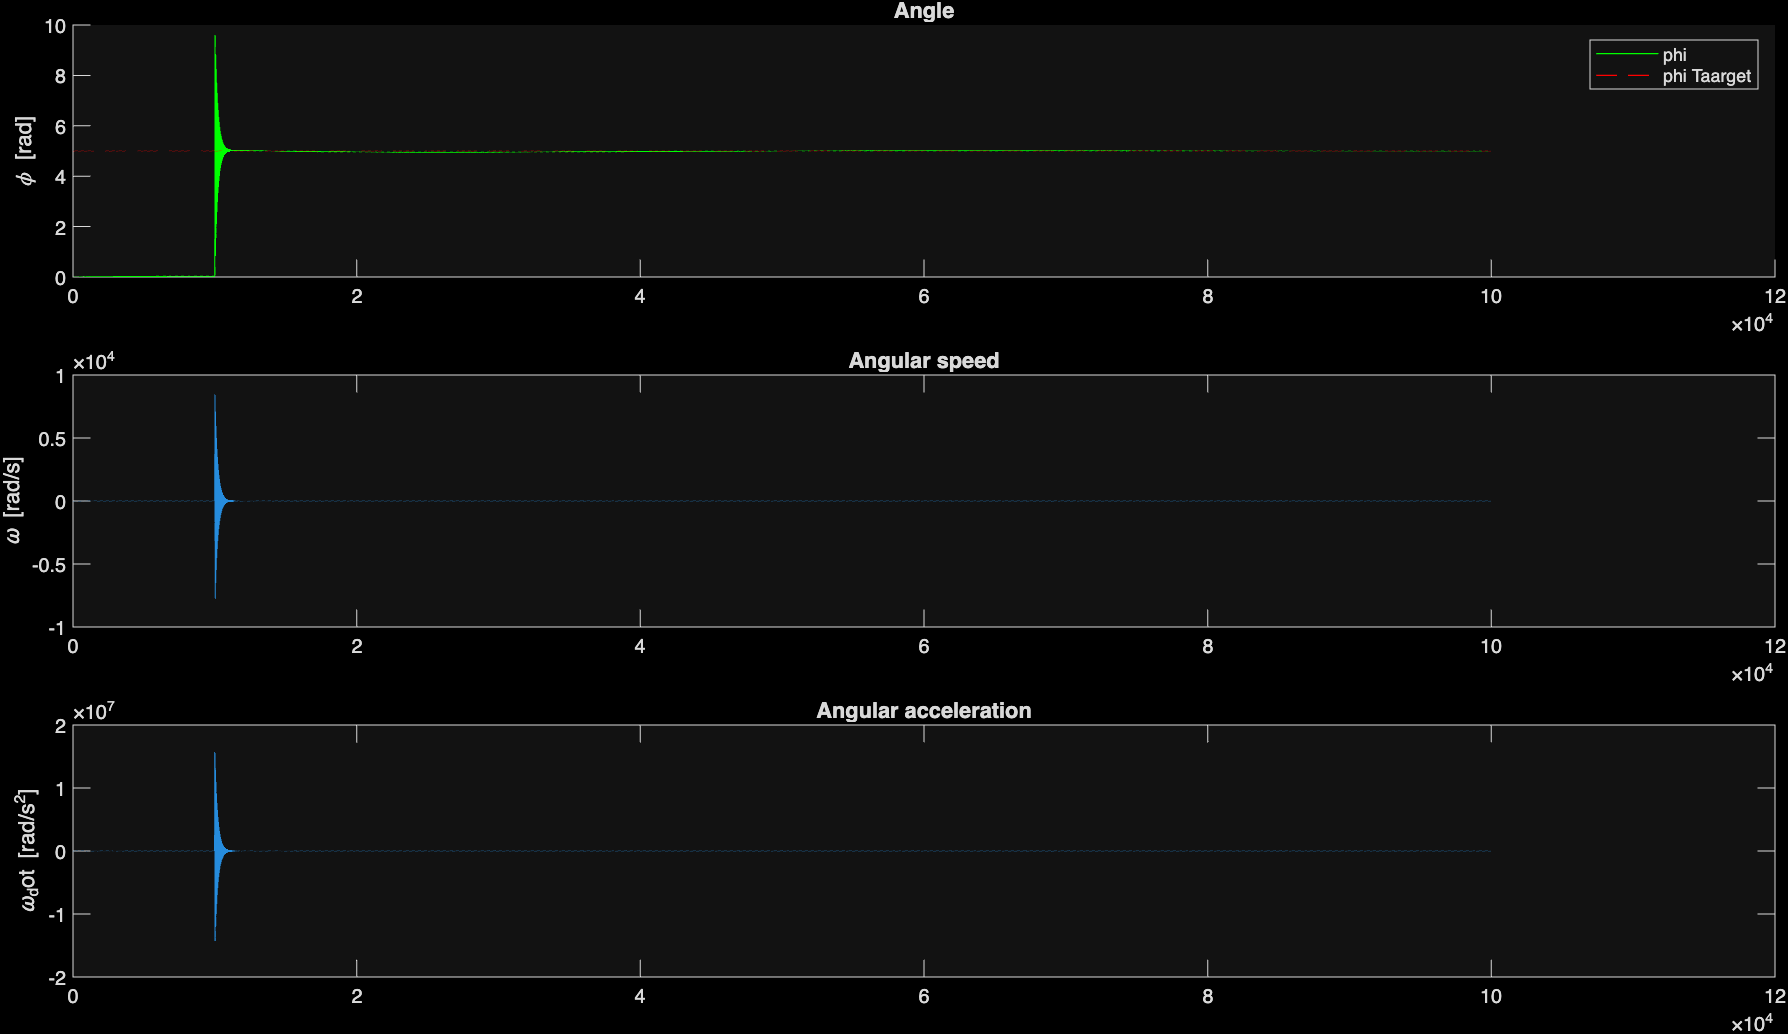 Angle
10
8
6
4
2
0
ϕ [rad]
phi
phi Taarget
0 2 4 6 8 10 12
×10⁴
Angular speed
×10⁴
1
0.5
0
-0.5
-1
ω [rad/s]
0 2 4 6 8 10 12
×10⁴
Angular acceleration
×10⁷
2
1
0
-1
-2
ω_dot [rad/s²]
0 2 4 6 8 10 12
×10⁴